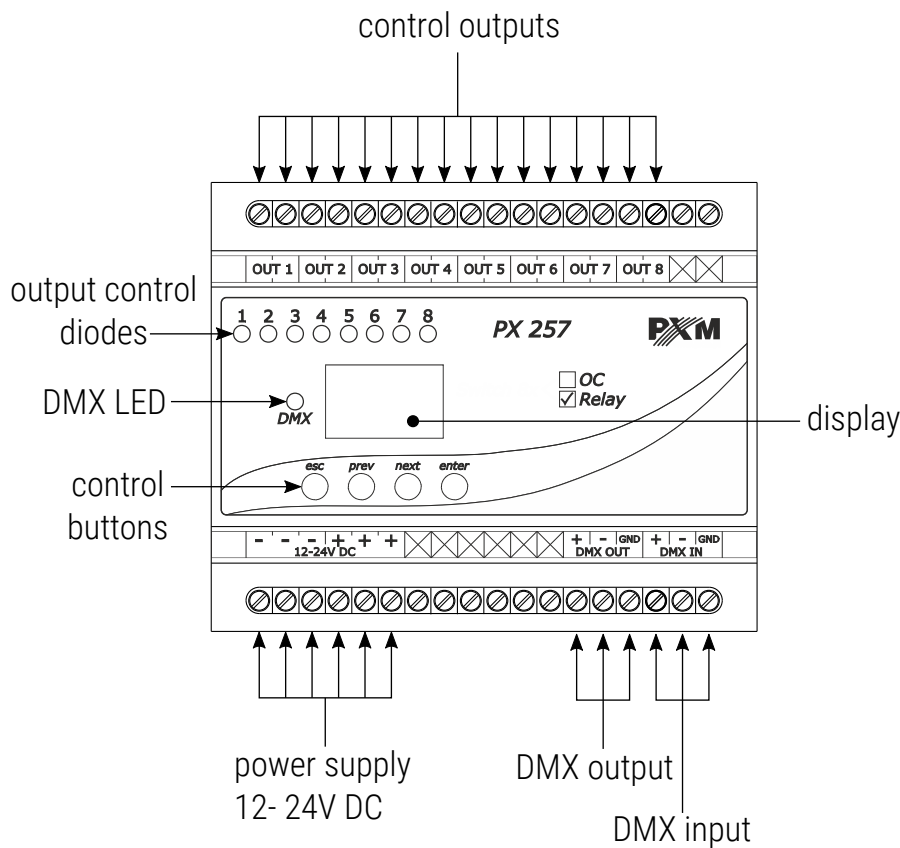 control outputs
OUT 1 OUT 2 OUT 3 OUT 4 OUT 5 OUT 6 OUT 7 OUT 8
output control
diodes
1 2 3 4 5 6 7 8
PX 257
PXM
DMX LED
DMX
OC
Relay
display
control
buttons
esc prev next enter
- - - + + +
12-24V DC
+ - GND + - GND
DMX OUT DMX IN
power supply
12- 24V DC
DMX output
DMX input